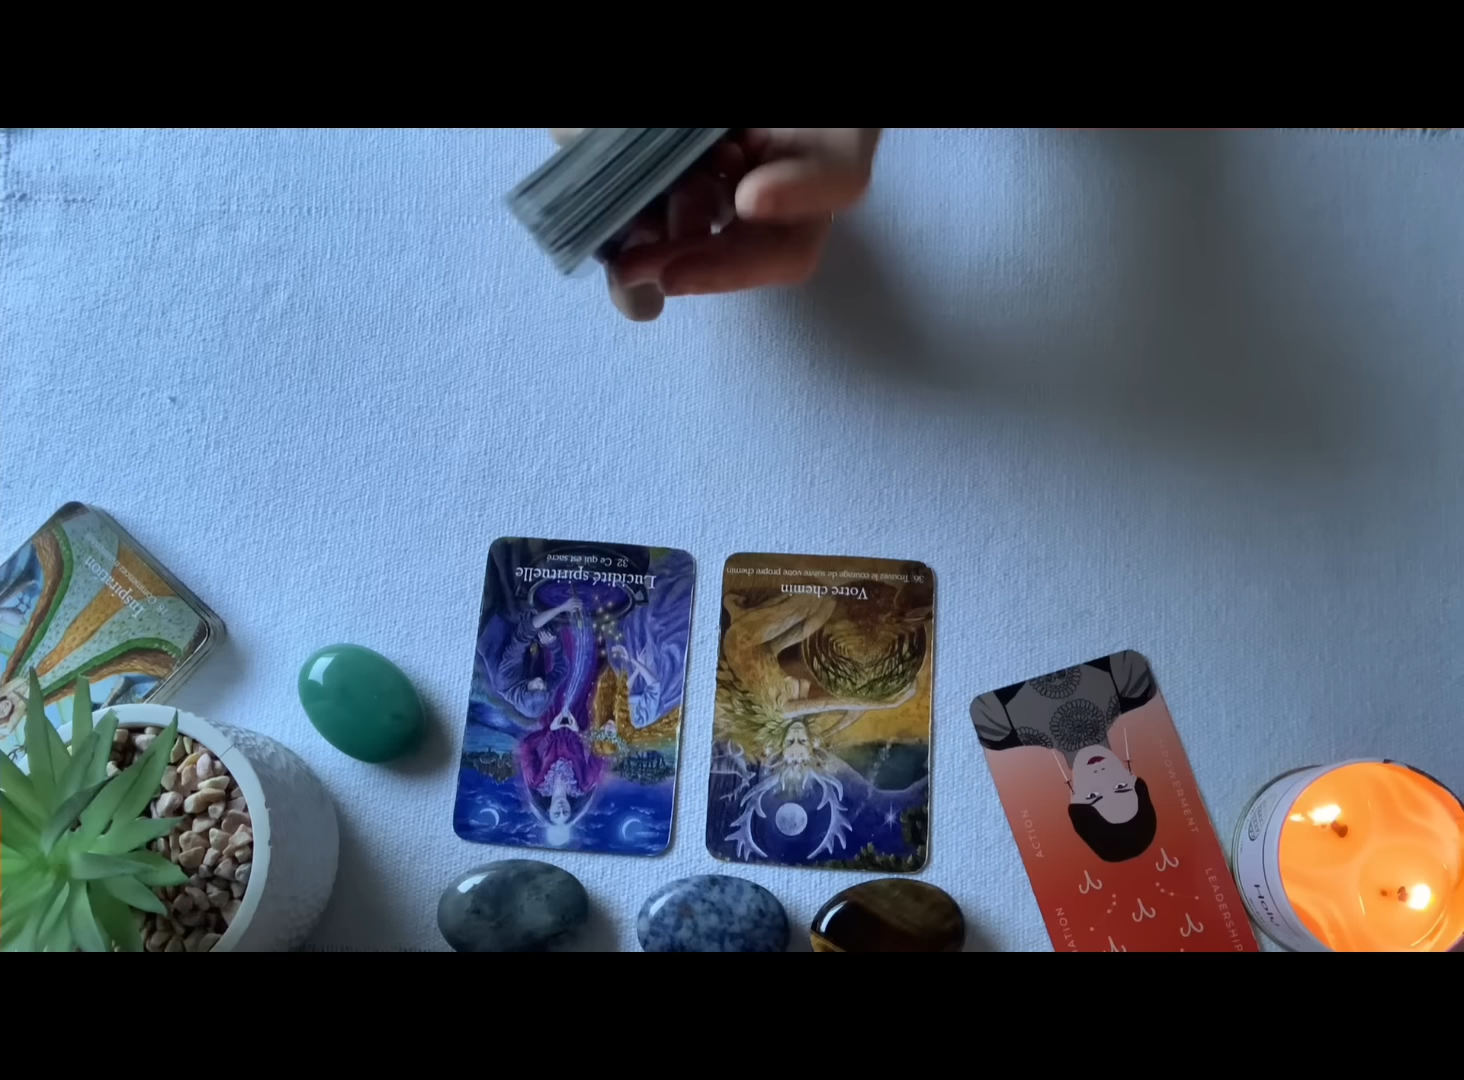 Inspiration
Lucidité spirituelle
32. Ce qui est sacré
Votre chemin
36. Trouvez le courage de suivre votre propre chemin
EMPOWERMENT
ACTION
LEADERSHIP